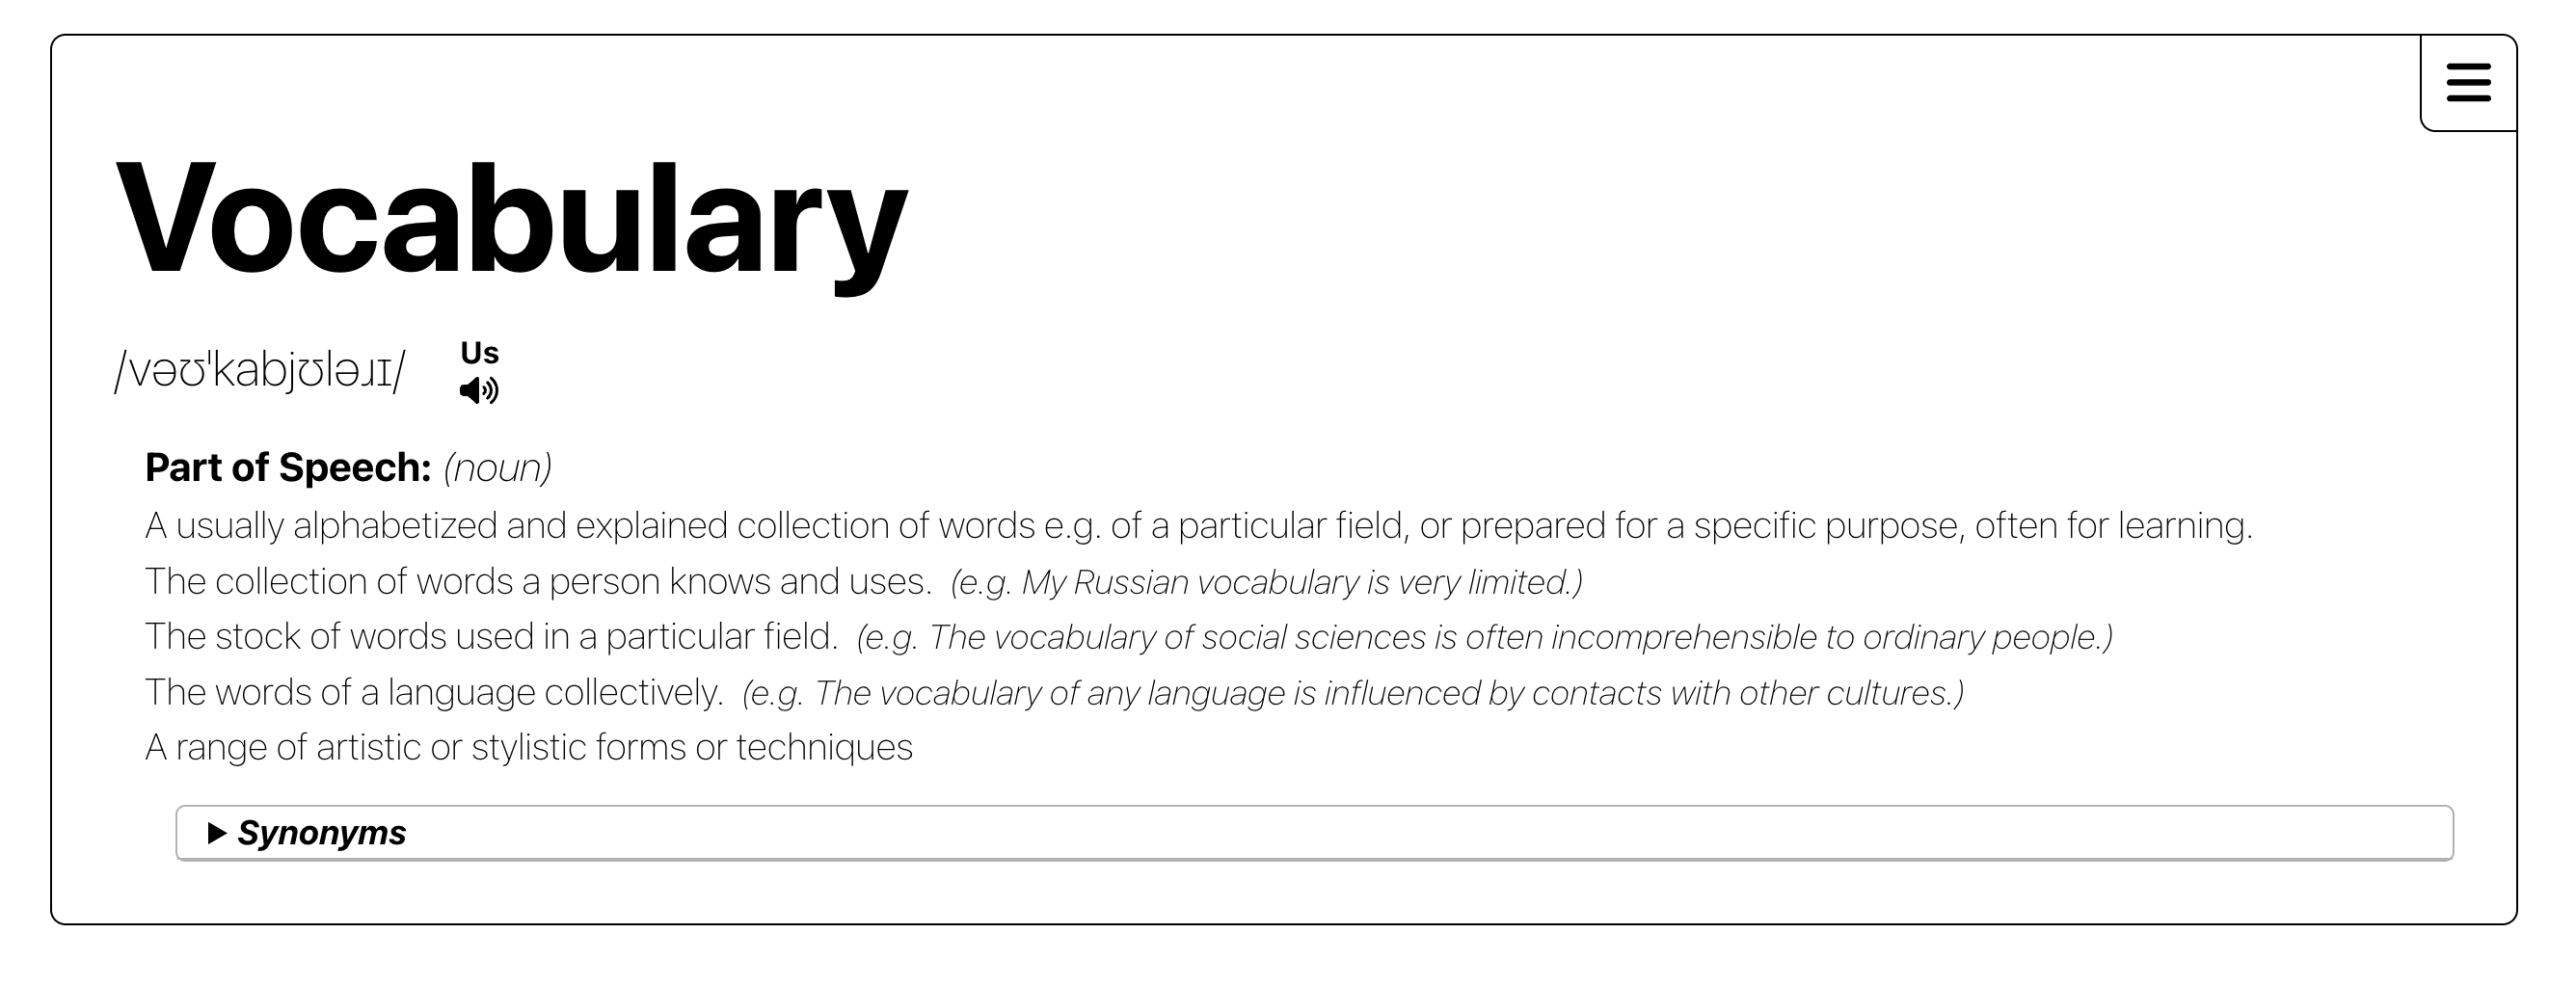 Vocabulary
/vəʊˈkabjʊləɹɪ/
Us
Part of Speech: (noun)
A usually alphabetized and explained collection of words e.g. of a particular field, or prepared for a specific purpose, often for learning.
The collection of words a person knows and uses. (e.g. My Russian vocabulary is very limited.)
The stock of words used in a particular field. (e.g. The vocabulary of social sciences is often incomprehensible to ordinary people.)
The words of a language collectively. (e.g. The vocabulary of any language is influenced by contacts with other cultures.)
A range of artistic or stylistic forms or techniques
Synonyms